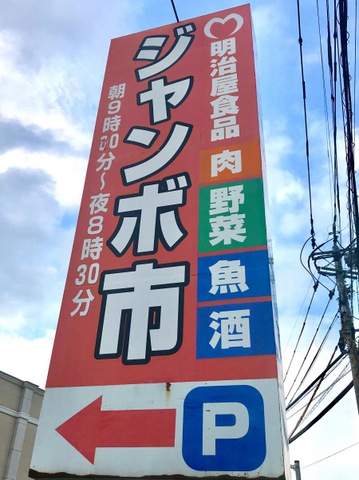 明治屋食品
肉
野菜
魚
酒
ジャンボ市
朝9時00分～夜8時30分
P